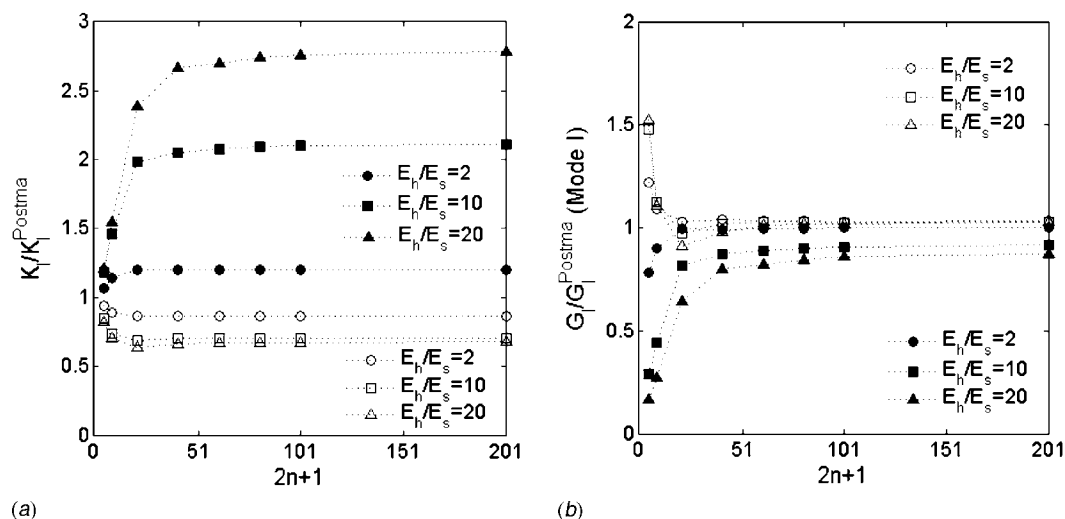 3
2.5
2
1.5
1
0.5
0
K_I/K_I^Postma
E_h/E_s=2
E_h/E_s=10
E_h/E_s=20
E_h/E_s=2
E_h/E_s=10
E_h/E_s=20
0 51 101 151 201
2n+1
(a)
2
1.5
1
0.5
0
G_I/G_I^Postma (Mode I)
E_h/E_s=2
E_h/E_s=10
E_h/E_s=20
E_h/E_s=2
E_h/E_s=10
E_h/E_s=20
0 51 101 151 201
2n+1
(b)